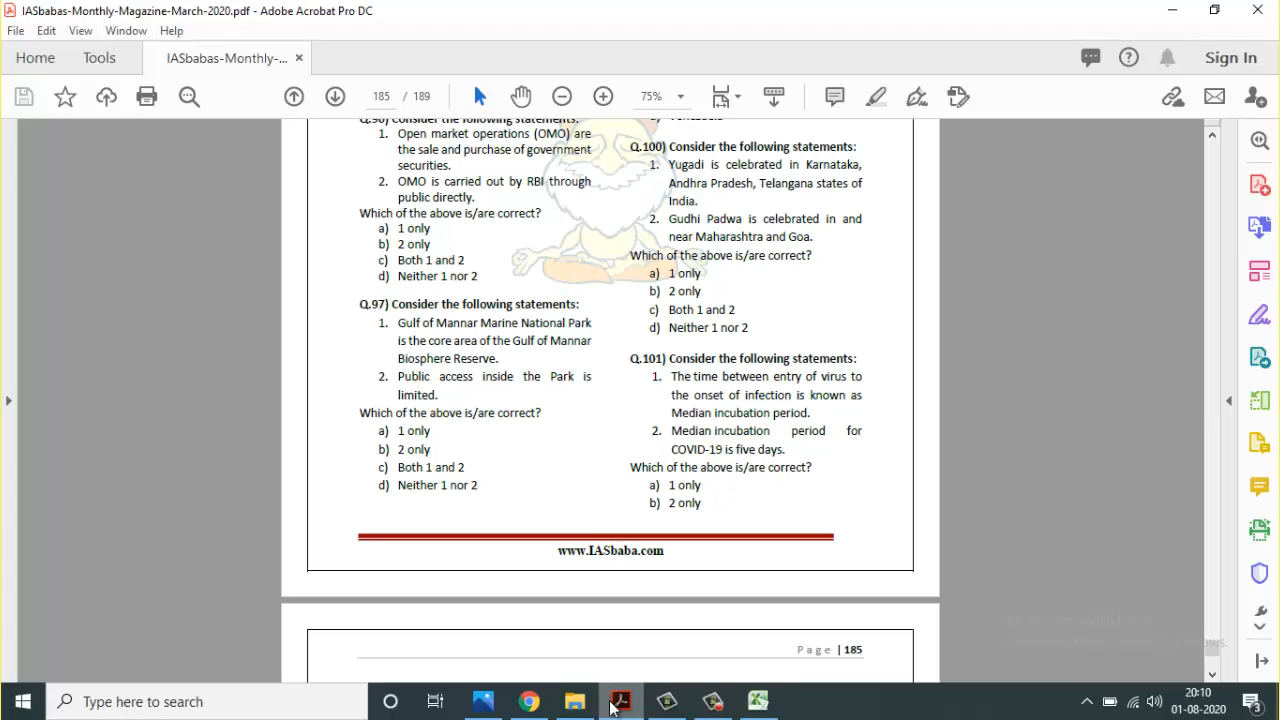 IASbabas-Monthly-Magazine-March-2020.pdf - Adobe Acrobat Pro DC
File Edit View Window Help
Home Tools IASbabas-Monthly-... × Sign In
185 / 189 75%
Q.96) Consider the following statements:
1. Open market operations (OMO) are
the sale and purchase of government
securities.
2. OMO is carried out by RBI through
public directly.
Which of the above is/are correct?
a) 1 only
b) 2 only
c) Both 1 and 2
d) Neither 1 nor 2
Q.97) Consider the following statements:
1. Gulf of Mannar Marine National Park
is the core area of the Gulf of Mannar
Biosphere Reserve.
2. Public access inside the Park is
limited.
Which of the above is/are correct?
a) 1 only
b) 2 only
c) Both 1 and 2
d) Neither 1 nor 2
Venezuela
Q.100) Consider the following statements:
1. Yugadi is celebrated in Karnataka,
Andhra Pradesh, Telangana states of
India.
2. Gudhi Padwa is celebrated in and
near Maharashtra and Goa.
Which of the above is/are correct?
a) 1 only
b) 2 only
c) Both 1 and 2
d) Neither 1 nor 2
Q.101) Consider the following statements:
1. The time between entry of virus to
the onset of infection is known as
Median incubation period.
2. Median incubation period for
COVID-19 is five days.
Which of the above is/are correct?
a) 1 only
b) 2 only
www.IASbaba.com
Page | 185
Type here to search
20:10
01-08-2020
3